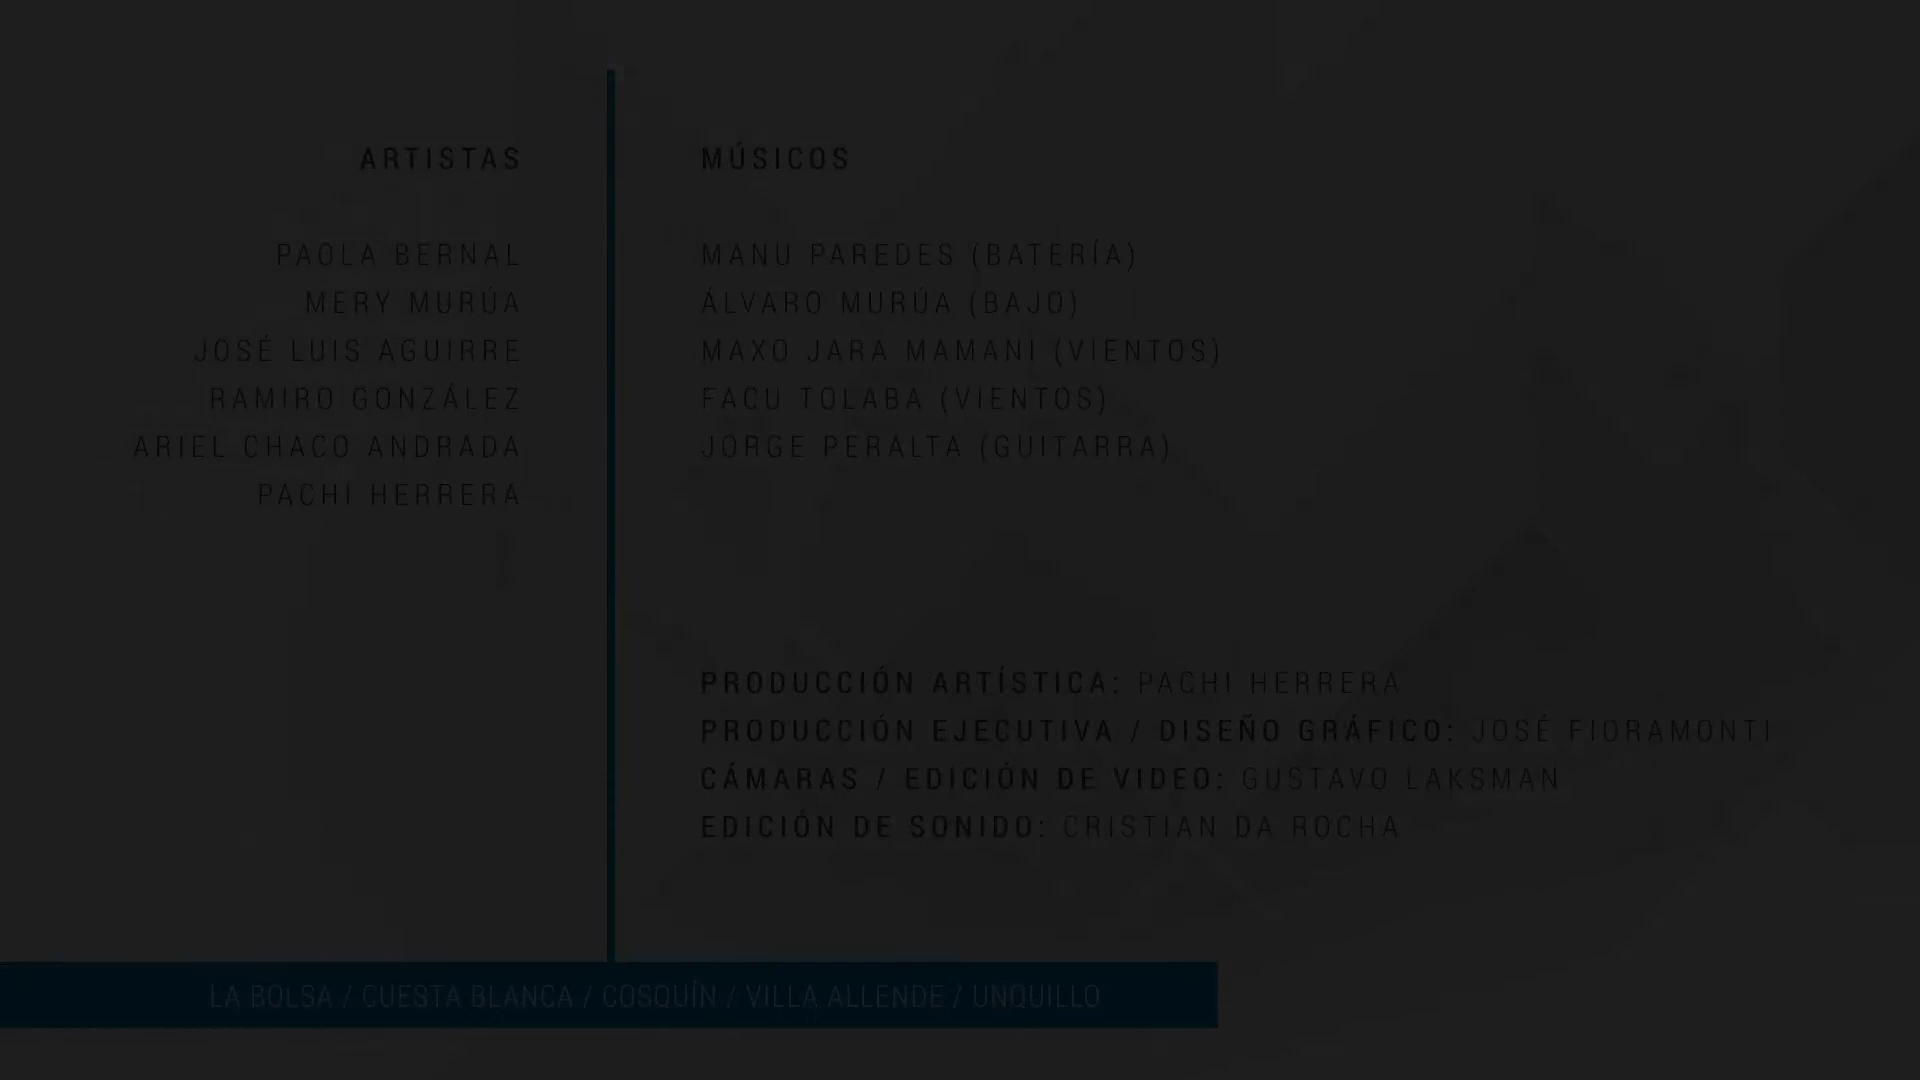 ARTISTAS
PAOLA BERNAL
MERY MURÚA
JOSÉ LUIS AGUIRRE
RAMIRO GONZÁLEZ
ARIEL CHACO ANDRADA
PACHI HERRERA
MÚSICOS
MANU PAREDES (BATERÍA)
ÁLVARO MURÚA (BAJO)
MAXO JARA MAMANI (VIENTOS)
FACU TOLABA (VIENTOS)
JORGE PERALTA (GUITARRA)
PRODUCCIÓN ARTÍSTICA: PACHI HERRERA
PRODUCCIÓN EJECUTIVA / DISEÑO GRÁFICO: JOSÉ FIORAMONTI
CÁMARAS / EDICIÓN DE VIDEO: GUSTAVO LAKSMAN
EDICIÓN DE SONIDO: CRISTIAN DA ROCHA
LA BOLSA / CUESTA BLANCA / COSQUÍN / VILLA ALLENDE / UNQUILLO